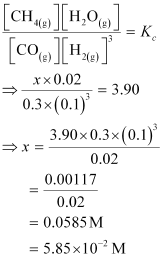 [CH₄₍g₎][H₂O₍g₎] / [CO₍g₎][H₂₍g₎]³ = K꜀
⇒ x × 0.02 / 0.3 × (0.1)³ = 3.90
⇒ x = 3.90 × 0.3 × (0.1)³ / 0.02
= 0.00117 / 0.02
= 0.0585 M
= 5.85 × 10⁻² M